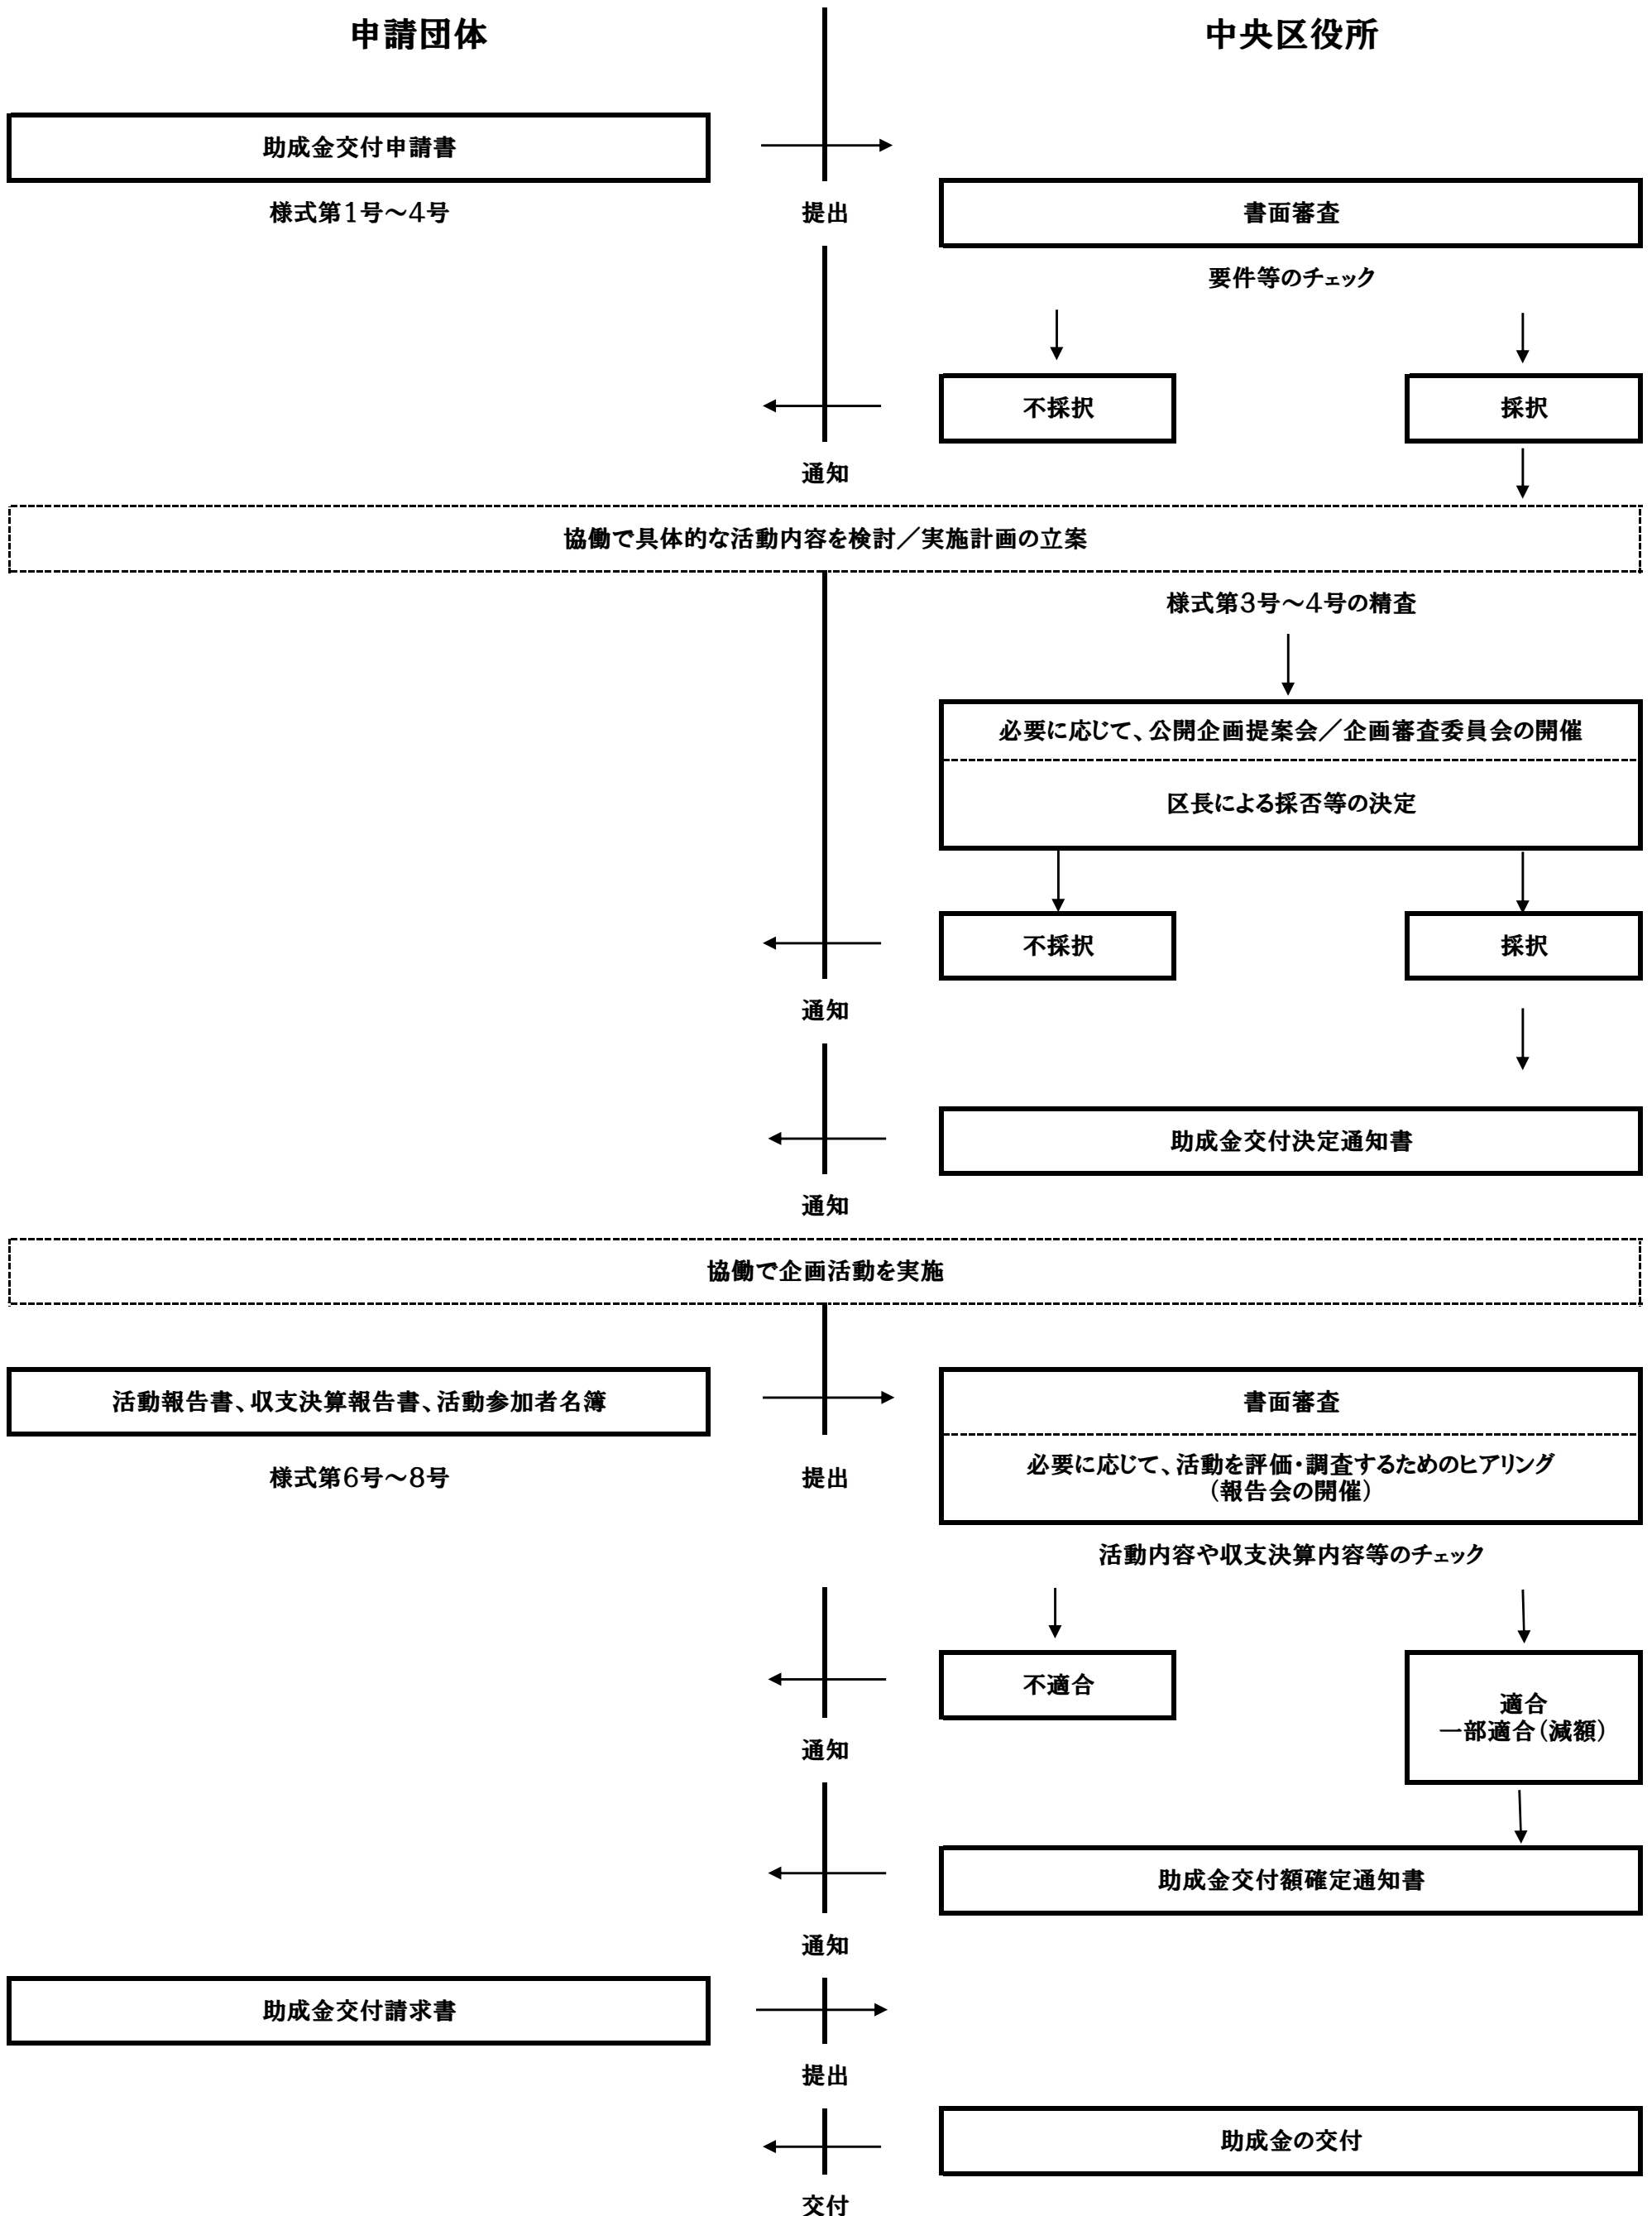 申請団体
中央区役所
助成金交付申請書
様式第1号～4号
提出
書面審査
要件等のチェック
不採択
採択
通知
協働で具体的な活動内容を検討／実施計画の立案
様式第3号～4号の精査
必要に応じて、公開企画提案会／企画審査委員会の開催
区長による採否等の決定
不採択
採択
通知
助成金交付決定通知書
通知
協働で企画活動を実施
活動報告書、収支決算報告書、活動参加者名簿
様式第6号～8号
提出
書面審査
必要に応じて、活動を評価・調査するためのヒアリング
（報告会の開催）
活動内容や収支決算内容等のチェック
不適合
適合
一部適合（減額）
通知
助成金交付額確定通知書
通知
助成金交付請求書
提出
助成金の交付
交付